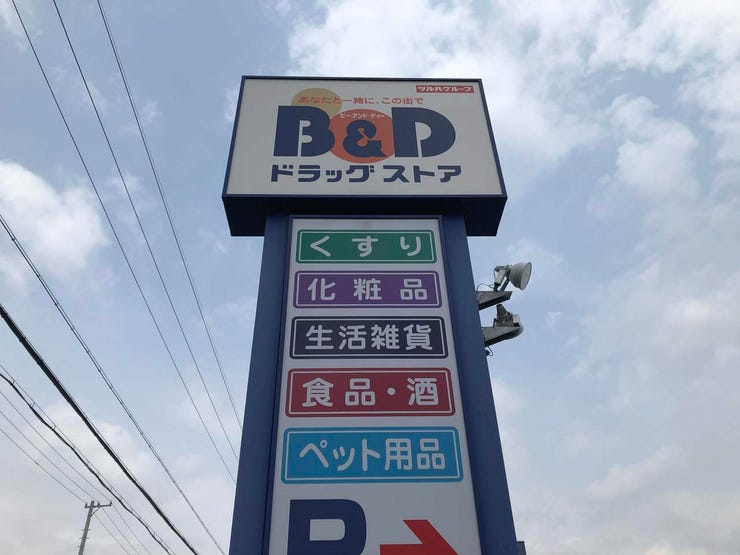 ツルハグループ
あなたと一緒に、この街で
ビー・アンド・ディー
B&D
ドラッグストア
くすり
化粧品
生活雑貨
食品・酒
ペット用品
P